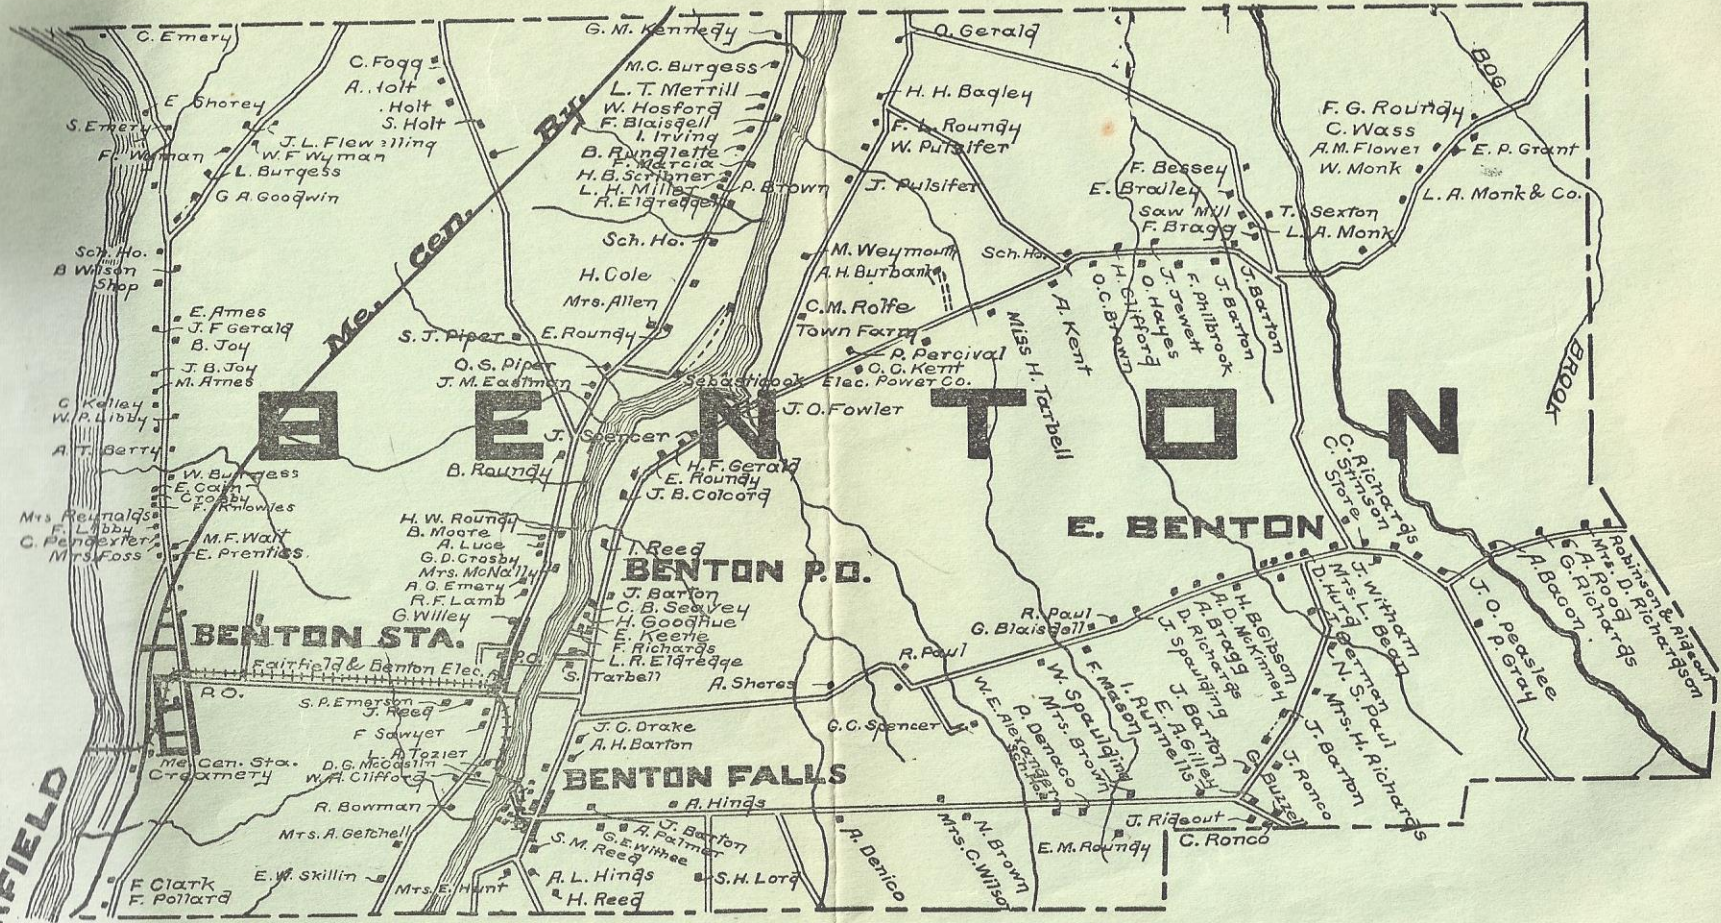 C. Emery
G. M. Kennedy
O. Gerald
C. Fogg
M.C. Burgess
BOG
Holt
L. T. Merrill
H. H. Bagley
Holt
W. Hosford
F. G. Roundy
E Shorey
S. Holt
Ry.
F. Blaisdell
F. L. Roundy
C. Wass
S. Emery
I. Irving
W. Pulsifer
A.M. Flower
E. P. Grant
J. L. Flew
B. Runglette
F. Wyman
W. F Wyman
F. Marcia
F. Bessey
W. Monk
L. Burgess
H. B. Scribner
J. Pulsifer
E. Brailey
L. A. Monk & Co.
L. H. Miller
P. Brown
G A. Goodwin
R. Eldredge
Saw Mill
T. Sexton
Cen.
F. Bragg
L. A. Monk
Sch. Ho.
Sch. Ho.
M. Weymouth
Sch. Ho.
B Wilson
H. Cole
A. H. Burbank
Shop
Mrs. Allen
C. M. Rolfe
E. Ames
Me.
S. J. Piper
E. Roundy
Town Farm
J. F Gerald
B. Joy
P. Percival
J. B. Joy
O. S. Piper
C. C. Kent
M. Ames
J. M. Eastman
Sebasticook
Elec. Power Co.
A. Kent
O. C. Brown
H. Clifford
O. Hayes
J. Jewett
F. Philbrook
J. Barton
J. Barton
Miss H. Tarbell
BROOK
C Kelley
W. P. Libby
BENTON
J. O. Fowler
A. T. Berry
J. Spencer
B. Roundy
H. F. Gerald
E. Roundy
J. B. Colcord
W. Burgess
E. Cain
Crosby
F. Knowles
Mrs Reynolds
F. Libby
C. Pendexter
Mrs. Foss
M. F. Walt
E. Prentiss
H. W. Roundy
B. Moore
A. Luce
G. D. Crosby
Mrs. McNally
A. G. Emery
R. F. Lamb
G. Willey
I. Reed
BENTON P.O.
E. BENTON
C. Richards
C. Stinson
Store
J. Barton
C. B. Seavey
H. Goodhue
E. Keene
F. Richards
L. R. Eldredge
S. Tarbell
BENTON STA.
P.O
Fairfield & Benton Elec.
P.O.
R. Paul
G. Blaisdell
R. Paul
A. Shores
G. C. Spencer
H. B. Gibson
A. D. McKinney
A. Bragg
D. Richards
J. Spaulding
J. Witham
Mrs. L. Bean
D. Hurd
N. S. Paul
Mrs. H. Richards
J. Barton
J. Ronco
G. Buzzell
Robinson & Rideout
Mrs. D. Richardson
A. Rood
G. Richards
A. Bacon
J. O. Peaslee
P. Gray
S. P. Emerson
J. Reed
F Sawyer
L. A. Tozier
D. G. McCaslin
W. A. Clifford
J. C. Drake
A. H. Barton
F. Mason
I. Runnells
J. Barton
E. A. Gilley
W. Spaulding
Mrs. Brown
P. Denaco
W. E. Alexander
Sch. Ho.
Me. Cen. Sta.
Creamery
BENTON FALLS
FIELD
R. Bowman
A. Hinds
J. Rideout
C. Ronco
Mrs. A. Getchell
J. Barton
A. Palmer
G. E. Withee
S. M. Reed
E. M. Roundy
N. Brown
Mrs. C. Wilson
A. Denico
E. W. Skillin
Mrs. E. Hunt
A. L. Hinds
S. H. Lord
F Clark
F. Pollard
H. Reed